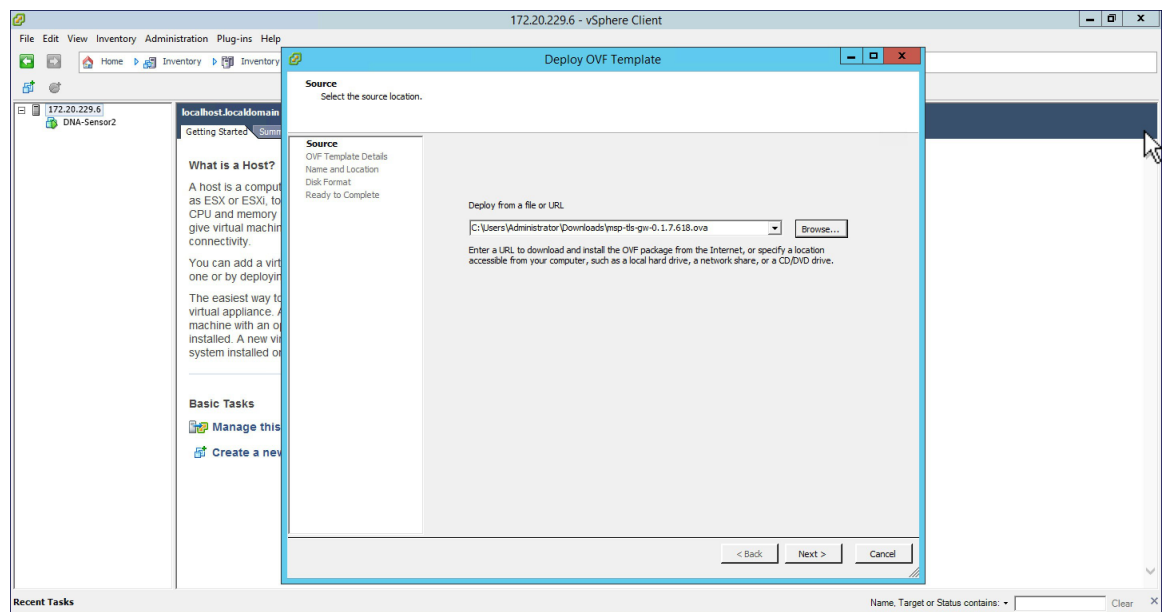 172.20.229.6 - vSphere Client
File Edit View Inventory Administration Plug-ins Help
Home Inventory Inventory
172.20.229.6
DNA-Sensor2
localhost.localdomain
Getting Started Summ
What is a Host?
A host is a comput
as ESX or ESXi, to
CPU and memory
give virtual machin
connectivity.
You can add a virt
one or by deployin
The easiest way to
virtual appliance. A
machine with an op
installed. A new vir
system installed on
Basic Tasks
Manage this
Create a new
Deploy OVF Template
Source
Select the source location.
Source
OVF Template Details
Name and Location
Disk Format
Ready to Complete
Deploy from a file or URL
C:\Users\Administrator\Downloads\msp-tls-gw-0.1.7.618.ova Browse...
Enter a URL to download and install the OVF package from the Internet, or specify a location
accessible from your computer, such as a local hard drive, a network share, or a CD/DVD drive.
< Back Next > Cancel
Recent Tasks Name, Target or Status contains: Clear